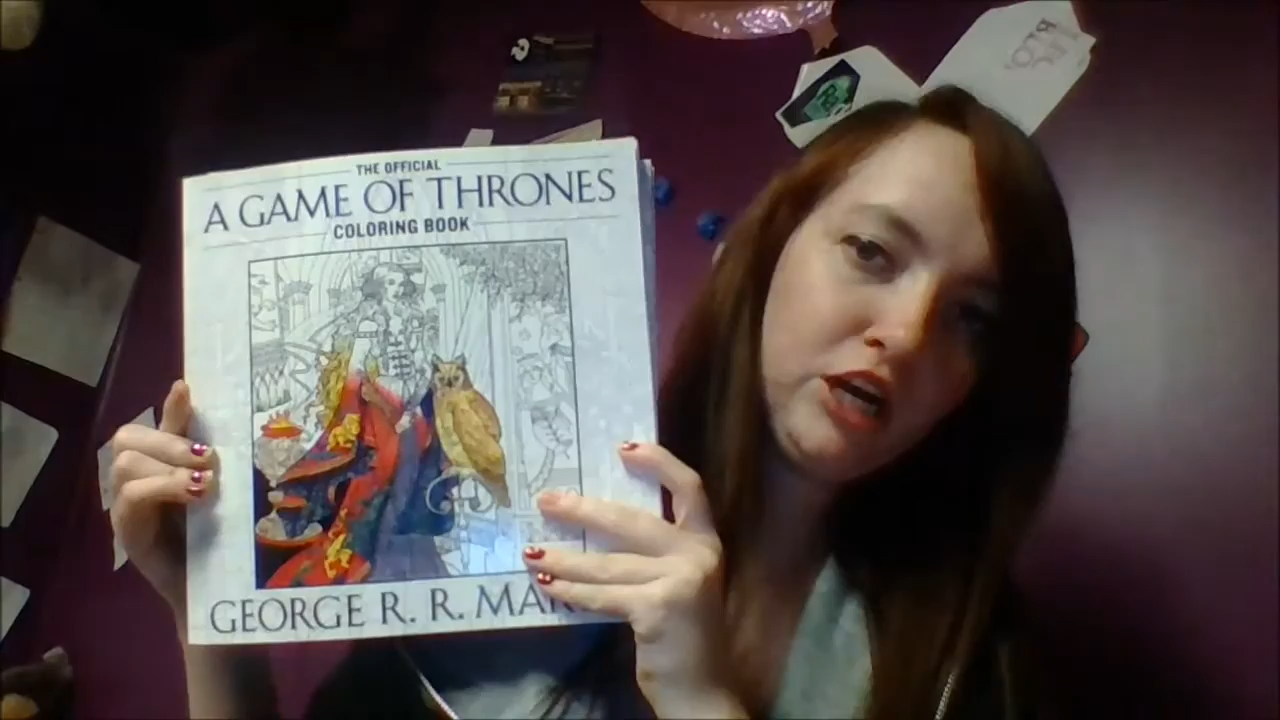 THE OFFICIAL
A GAME OF THRONES
COLORING BOOK
GEORGE R. R.